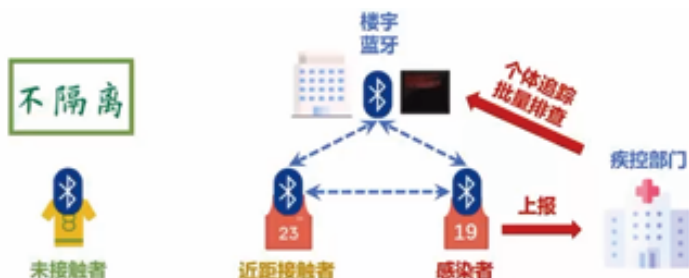 楼宇
蓝牙
不隔离
个体追踪
批量排查
疾控部门
23
19
上报
未接触者
近距接触者
感染者